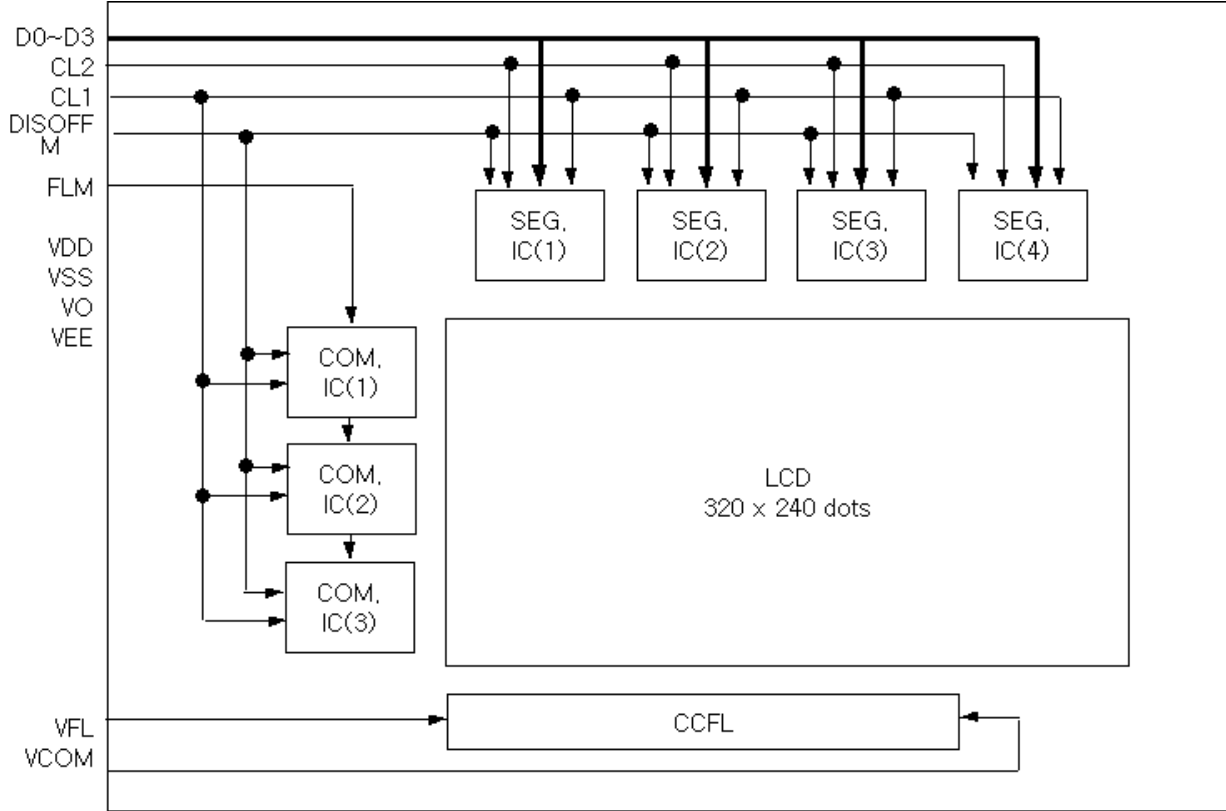 D0~D3
CL2
CL1
DISOFF
M
FLM
VDD
VSS
VO
VEE
SEG,
IC(1)
SEG,
IC(2)
SEG,
IC(3)
SEG,
IC(4)
COM,
IC(1)
COM,
IC(2)
COM,
IC(3)
LCD
320 x 240 dots
CCFL
VFL
VCOM